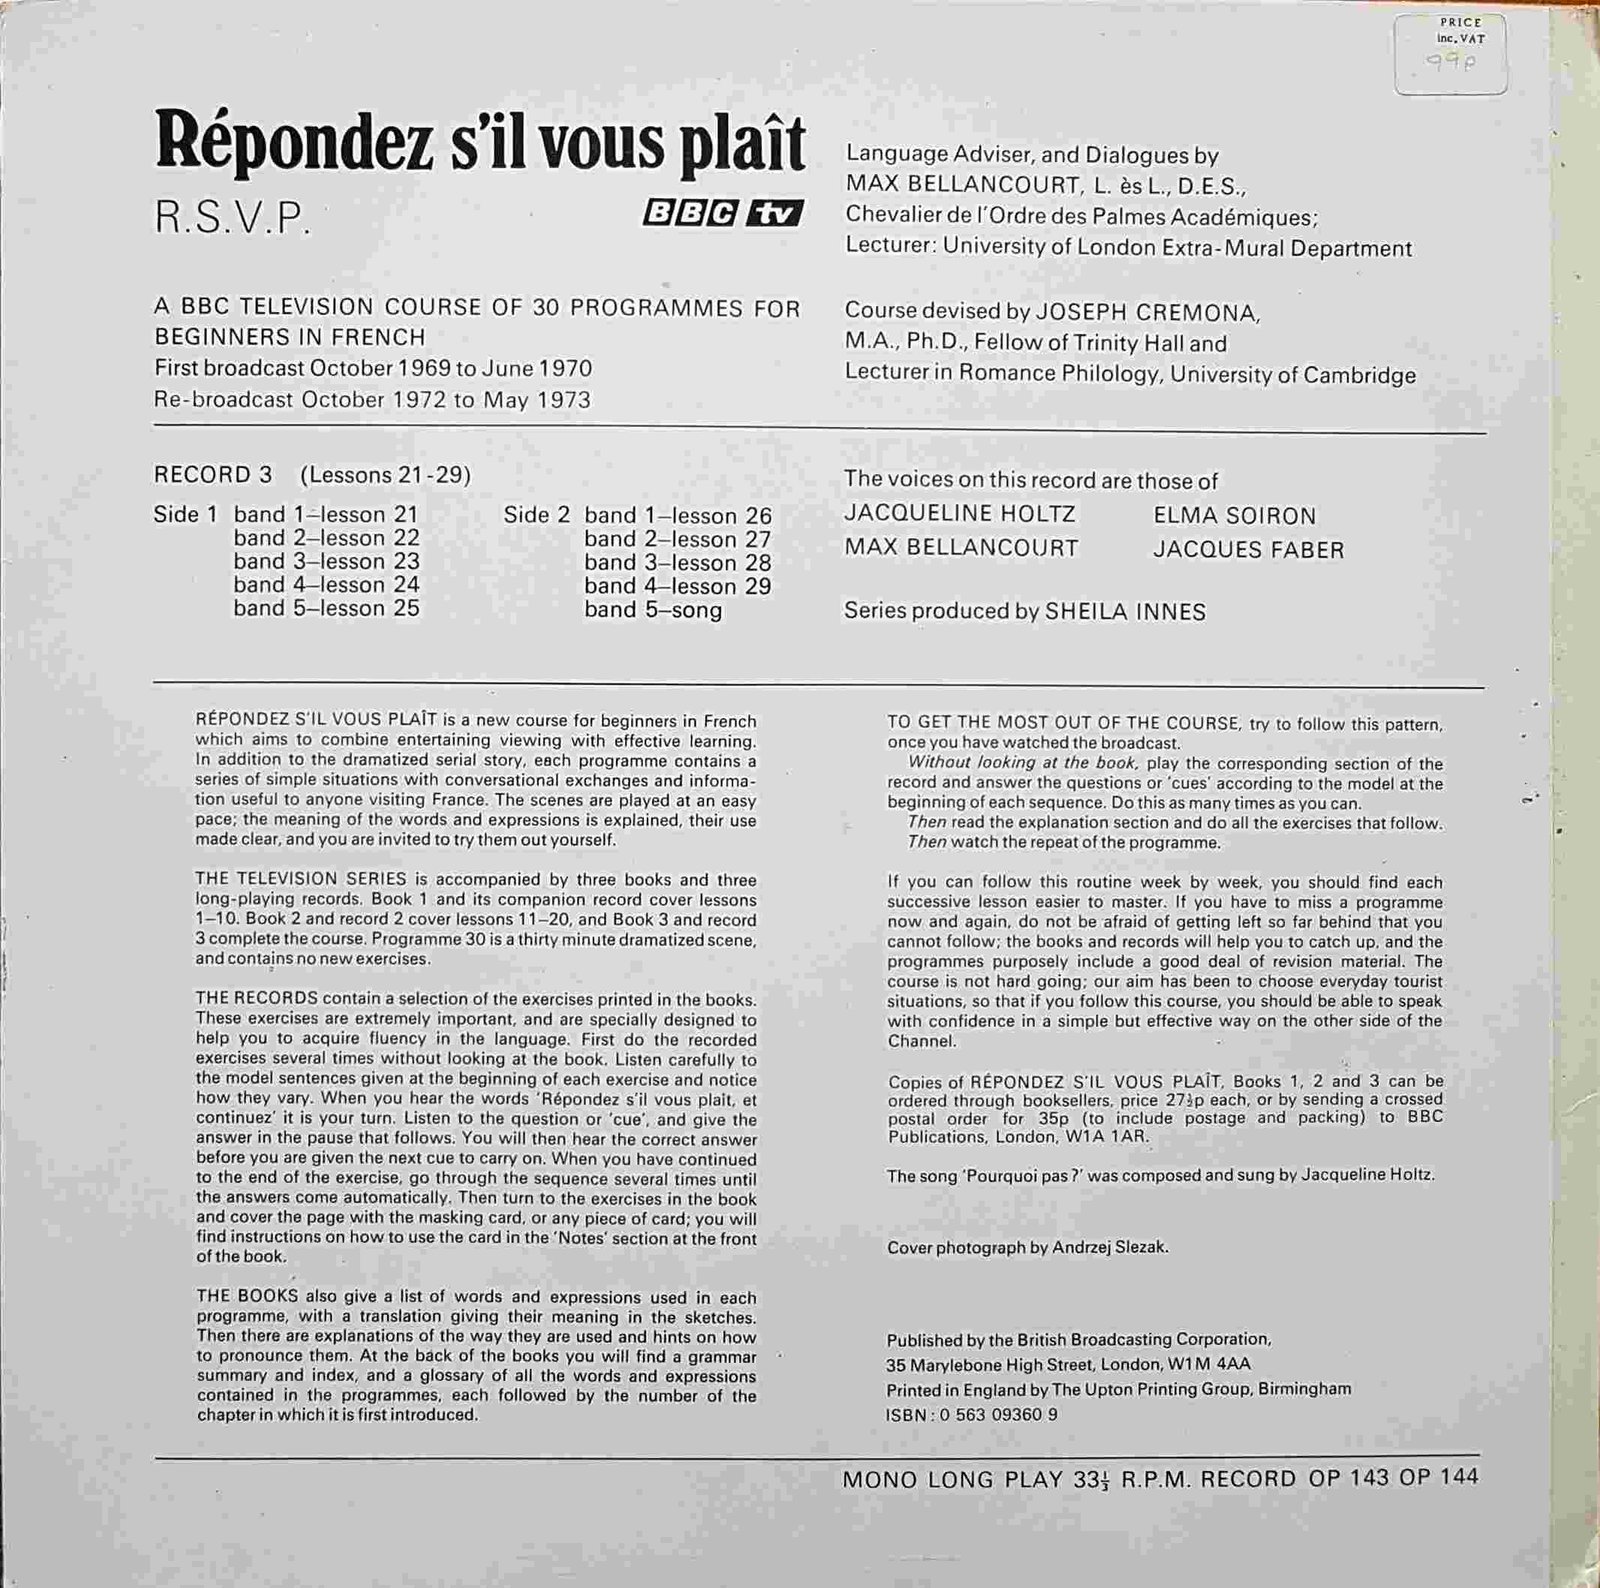 PRICE
inc. VAT
99p
Répondez s'il vous plaît
R.S.V.P.
BBC tv
A BBC TELEVISION COURSE OF 30 PROGRAMMES FOR
BEGINNERS IN FRENCH
First broadcast October 1969 to June 1970
Re-broadcast October 1972 to May 1973
Language Adviser, and Dialogues by
MAX BELLANCOURT, L. ès L., D.E.S.,
Chevalier de l'Ordre des Palmes Académiques;
Lecturer: University of London Extra-Mural Department
Course devised by JOSEPH CREMONA,
M.A., Ph.D., Fellow of Trinity Hall and
Lecturer in Romance Philology, University of Cambridge
RECORD 3 (Lessons 21-29)
Side 1 band 1–lesson 21
band 2–lesson 22
band 3–lesson 23
band 4–lesson 24
band 5–lesson 25
Side 2 band 1–lesson 26
band 2–lesson 27
band 3–lesson 28
band 4–lesson 29
band 5–song
The voices on this record are those of
JACQUELINE HOLTZ ELMA SOIRON
MAX BELLANCOURT JACQUES FABER
Series produced by SHEILA INNES
RÉPONDEZ S'IL VOUS PLAÎT is a new course for beginners in French
which aims to combine entertaining viewing with effective learning.
In addition to the dramatized serial story, each programme contains a
series of simple situations with conversational exchanges and informa-
tion useful to anyone visiting France. The scenes are played at an easy
pace; the meaning of the words and expressions is explained, their use
made clear, and you are invited to try them out yourself.
THE TELEVISION SERIES is accompanied by three books and three
long-playing records. Book 1 and its companion record cover lessons
1–10. Book 2 and record 2 cover lessons 11–20, and Book 3 and record
3 complete the course. Programme 30 is a thirty minute dramatized scene,
and contains no new exercises.
THE RECORDS contain a selection of the exercises printed in the books.
These exercises are extremely important, and are specially designed to
help you to acquire fluency in the language. First do the recorded
exercises several times without looking at the book. Listen carefully to
the model sentences given at the beginning of each exercise and notice
how they vary. When you hear the words 'Répondez s'il vous plaît, et
continuez' it is your turn. Listen to the question or 'cue', and give the
answer in the pause that follows. You will then hear the correct answer
before you are given the next cue to carry on. When you have continued
to the end of the exercise, go through the sequence several times until
the answers come automatically. Then turn to the exercises in the book
and cover the page with the masking card, or any piece of card; you will
find instructions on how to use the card in the 'Notes' section at the front
of the book.
THE BOOKS also give a list of words and expressions used in each
programme, with a translation giving their meaning in the sketches.
Then there are explanations of the way they are used and hints on how
to pronounce them. At the back of the books you will find a grammar
summary and index, and a glossary of all the words and expressions
contained in the programmes, each followed by the number of the
chapter in which it is first introduced.
TO GET THE MOST OUT OF THE COURSE, try to follow this pattern,
once you have watched the broadcast.
Without looking at the book, play the corresponding section of the
record and answer the questions or 'cues' according to the model at the
beginning of each sequence. Do this as many times as you can.
Then read the explanation section and do all the exercises that follow.
Then watch the repeat of the programme.
If you can follow this routine week by week, you should find each
successive lesson easier to master. If you have to miss a programme
now and again, do not be afraid of getting left so far behind that you
cannot follow; the books and records will help you to catch up, and the
programmes purposely include a good deal of revision material. The
course is not hard going; our aim has been to choose everyday tourist
situations, so that if you follow this course, you should be able to speak
with confidence in a simple but effective way on the other side of the
Channel.
Copies of RÉPONDEZ S'IL VOUS PLAÎT, Books 1, 2 and 3 can be
ordered through booksellers, price 27½p each, or by sending a crossed
postal order for 35p (to include postage and packing) to BBC
Publications, London, W1A 1AR.
The song 'Pourquoi pas?' was composed and sung by Jacqueline Holtz.
Cover photograph by Andrzej Slezak.
Published by the British Broadcasting Corporation,
35 Marylebone High Street, London, W1M 4AA
Printed in England by The Upton Printing Group, Birmingham
ISBN: 0 563 09360 9
MONO LONG PLAY 33⅓ R.P.M. RECORD OP 143 OP 144